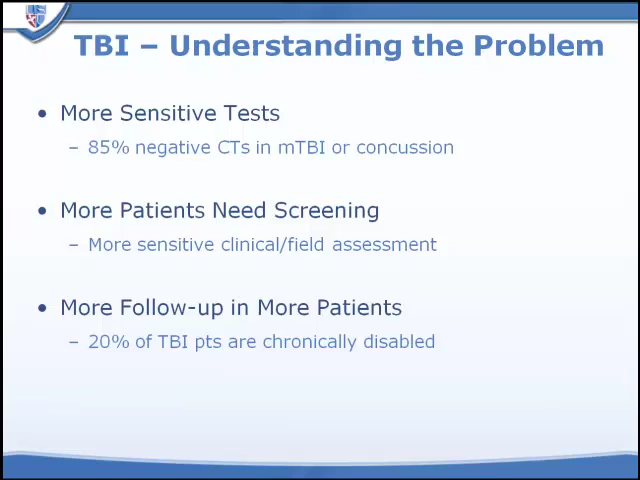 TBI – Understanding the Problem
• More Sensitive Tests
– 85% negative CTs in mTBI or concussion
• More Patients Need Screening
– More sensitive clinical/field assessment
• More Follow-up in More Patients
– 20% of TBI pts are chronically disabled